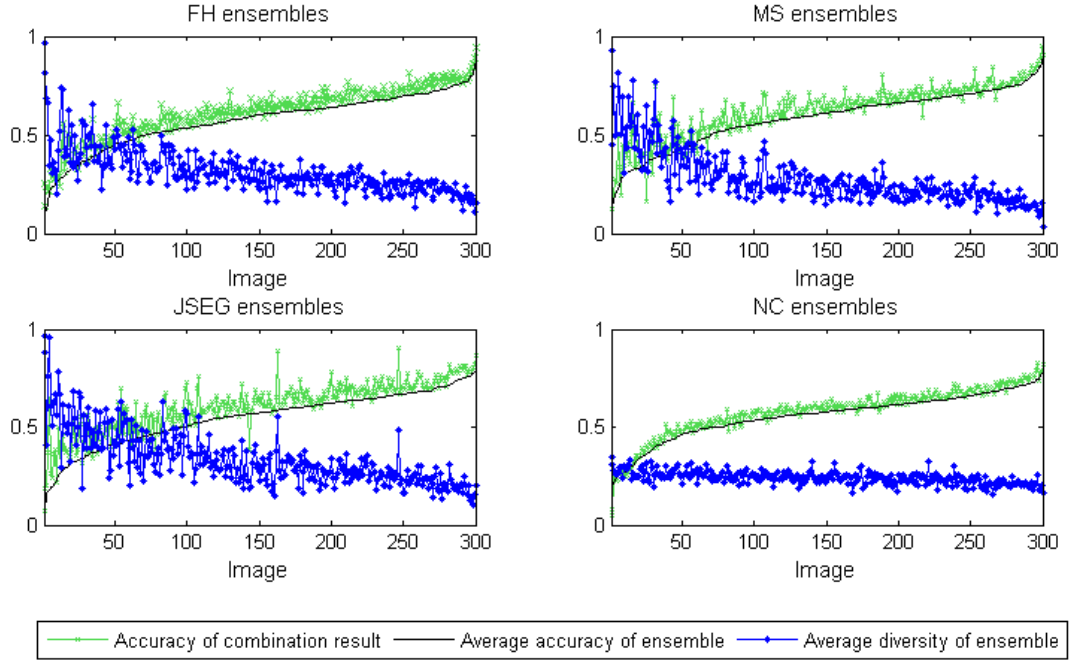 FH ensembles
1
0.5
0
50 100 150 200 250 300
Image
MS ensembles
1
0.5
0
50 100 150 200 250 300
Image
JSEG ensembles
1
0.5
0
50 100 150 200 250 300
Image
NC ensembles
1
0.5
0
50 100 150 200 250 300
Image
Accuracy of combination result Average accuracy of ensemble Average diversity of ensemble